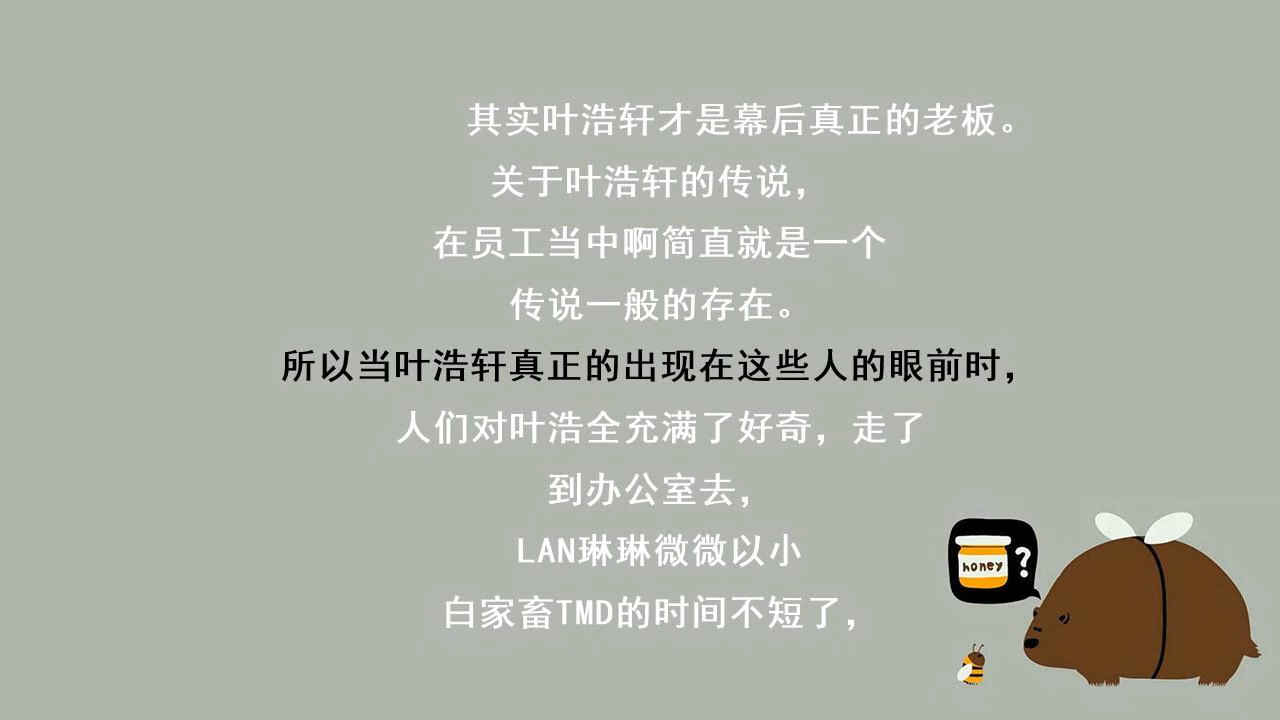 其实叶浩轩才是幕后真正的老板。
关于叶浩轩的传说，
在员工当中啊简直就是一个
传说一般的存在。
所以当叶浩轩真正的出现在这些人的眼前时，
人们对叶浩全充满了好奇，走了
到办公室去，
LAN琳琳微微以小
白家畜TMD的时间不短了，
honey
?